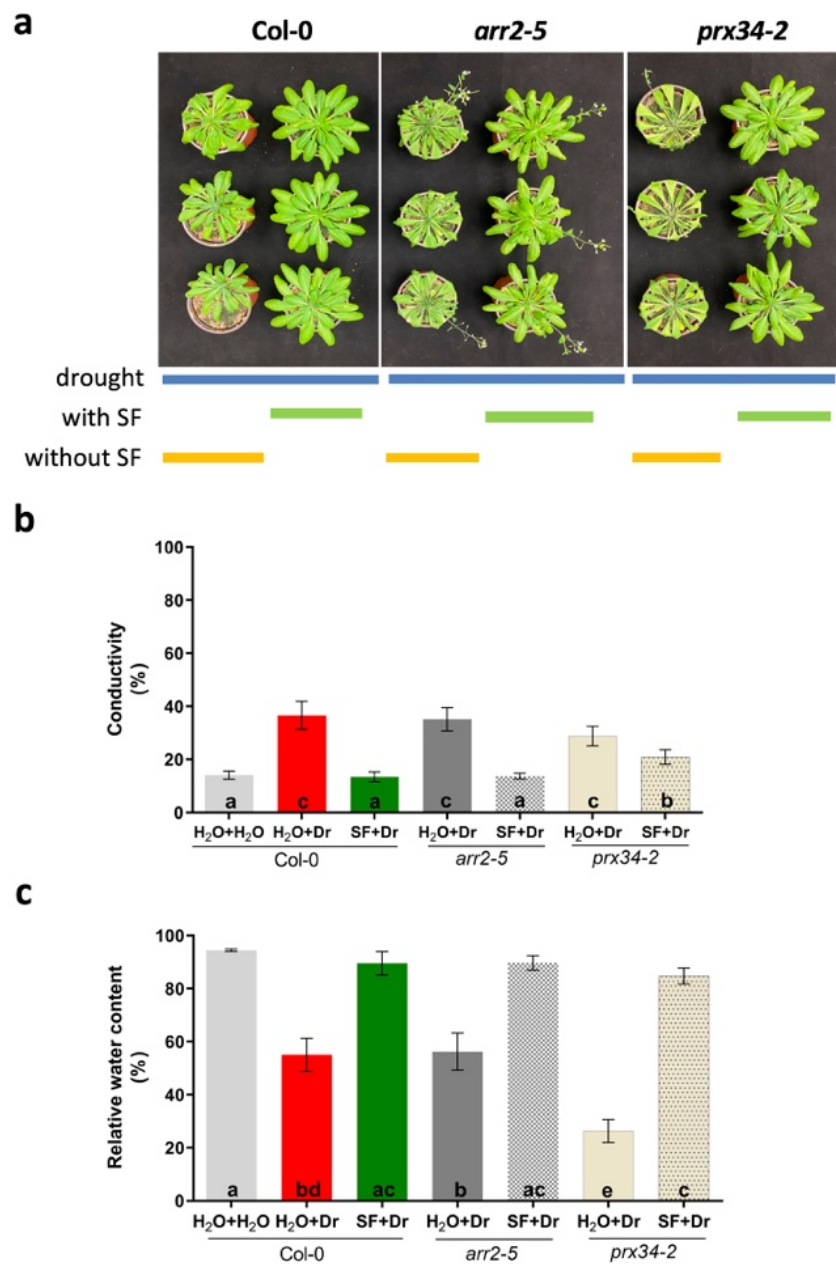 a
Col-0 arr2-5 prx34-2
drought
with SF
without SF
b
100
80
60
40
20
0
Conductivity
(%)
a c a c a c b
H₂O+H₂O H₂O+Dr SF+Dr H₂O+Dr SF+Dr H₂O+Dr SF+Dr
Col-0 arr2-5 prx34-2
c
100
80
60
40
20
0
Relative water content
(%)
a bd ac b ac e c
H₂O+H₂O H₂O+Dr SF+Dr H₂O+Dr SF+Dr H₂O+Dr SF+Dr
Col-0 arr2-5 prx34-2